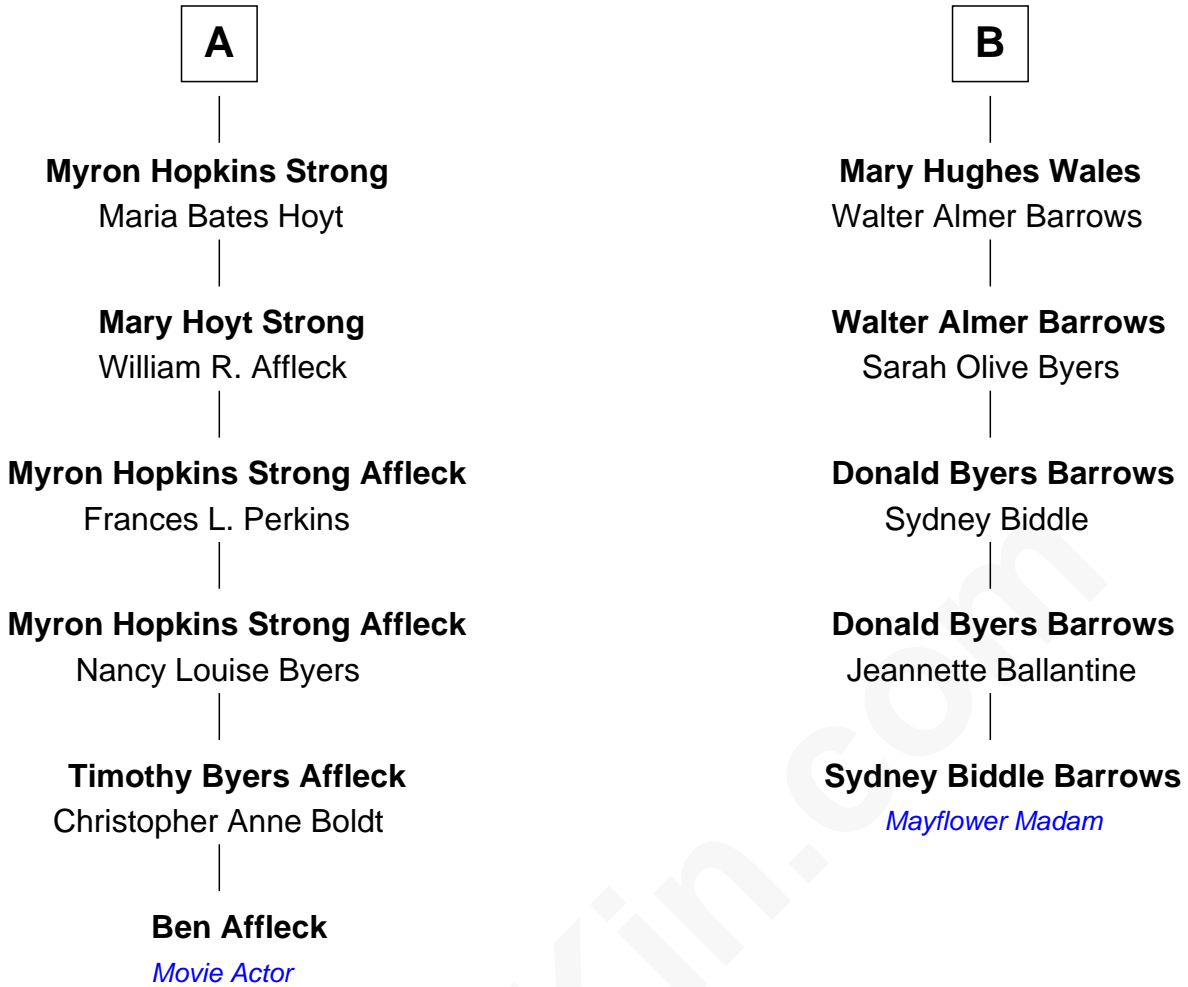 A
Myron Hopkins Strong
Maria Bates Hoyt
Mary Hoyt Strong
William R. Affleck
Myron Hopkins Strong Affleck
Frances L. Perkins
Myron Hopkins Strong Affleck
Nancy Louise Byers
Timothy Byers Affleck
Christopher Anne Boldt
Ben Affleck
Movie Actor
B
Mary Hughes Wales
Walter Almer Barrows
Walter Almer Barrows
Sarah Olive Byers
Donald Byers Barrows
Sydney Biddle
Donald Byers Barrows
Jeannette Ballantine
Sydney Biddle Barrows
Mayflower Madam
Kin.com